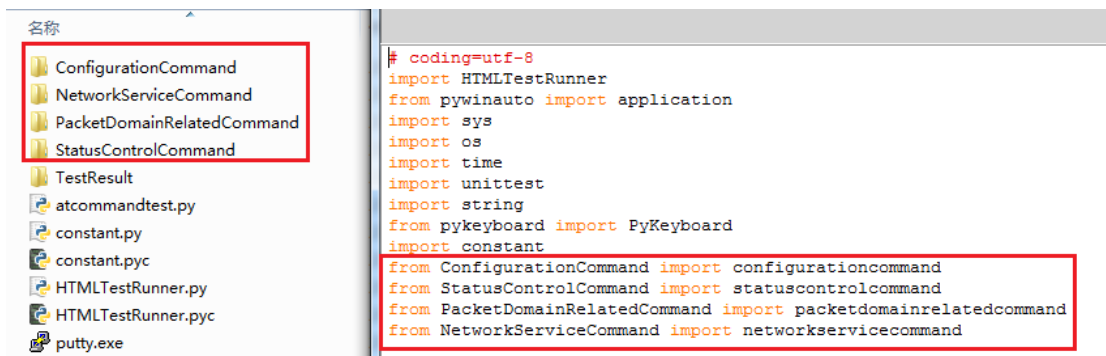 名称
ConfigurationCommand
NetworkServiceCommand
PacketDomainRelatedCommand
StatusControlCommand
TestResult
atcommandtest.py
constant.py
constant.pyc
HTMLTestRunner.py
HTMLTestRunner.pyc
putty.exe
# coding=utf-8
import HTMLTestRunner
from pywinauto import application
import sys
import os
import time
import unittest
import string
from pykeyboard import PyKeyboard
import constant
from ConfigurationCommand import configurationcommand
from StatusControlCommand import statuscontrolcommand
from PacketDomainRelatedCommand import packetdomainrelatedcommand
from NetworkServiceCommand import networkservicecommand